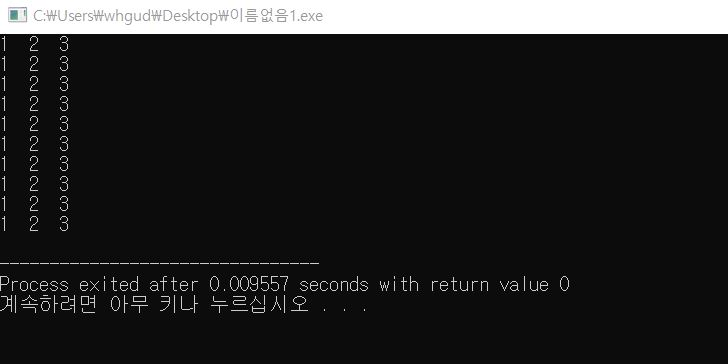 C:₩Users₩whgud₩Desktop₩이름없음1.exe
1  2  3
1  2  3
1  2  3
1  2  3
1  2  3
1  2  3
1  2  3
1  2  3
1  2  3
1  2  3
--------------------------------
Process exited after 0.009557 seconds with return value 0
계속하려면 아무 키나 누르십시오 . . .